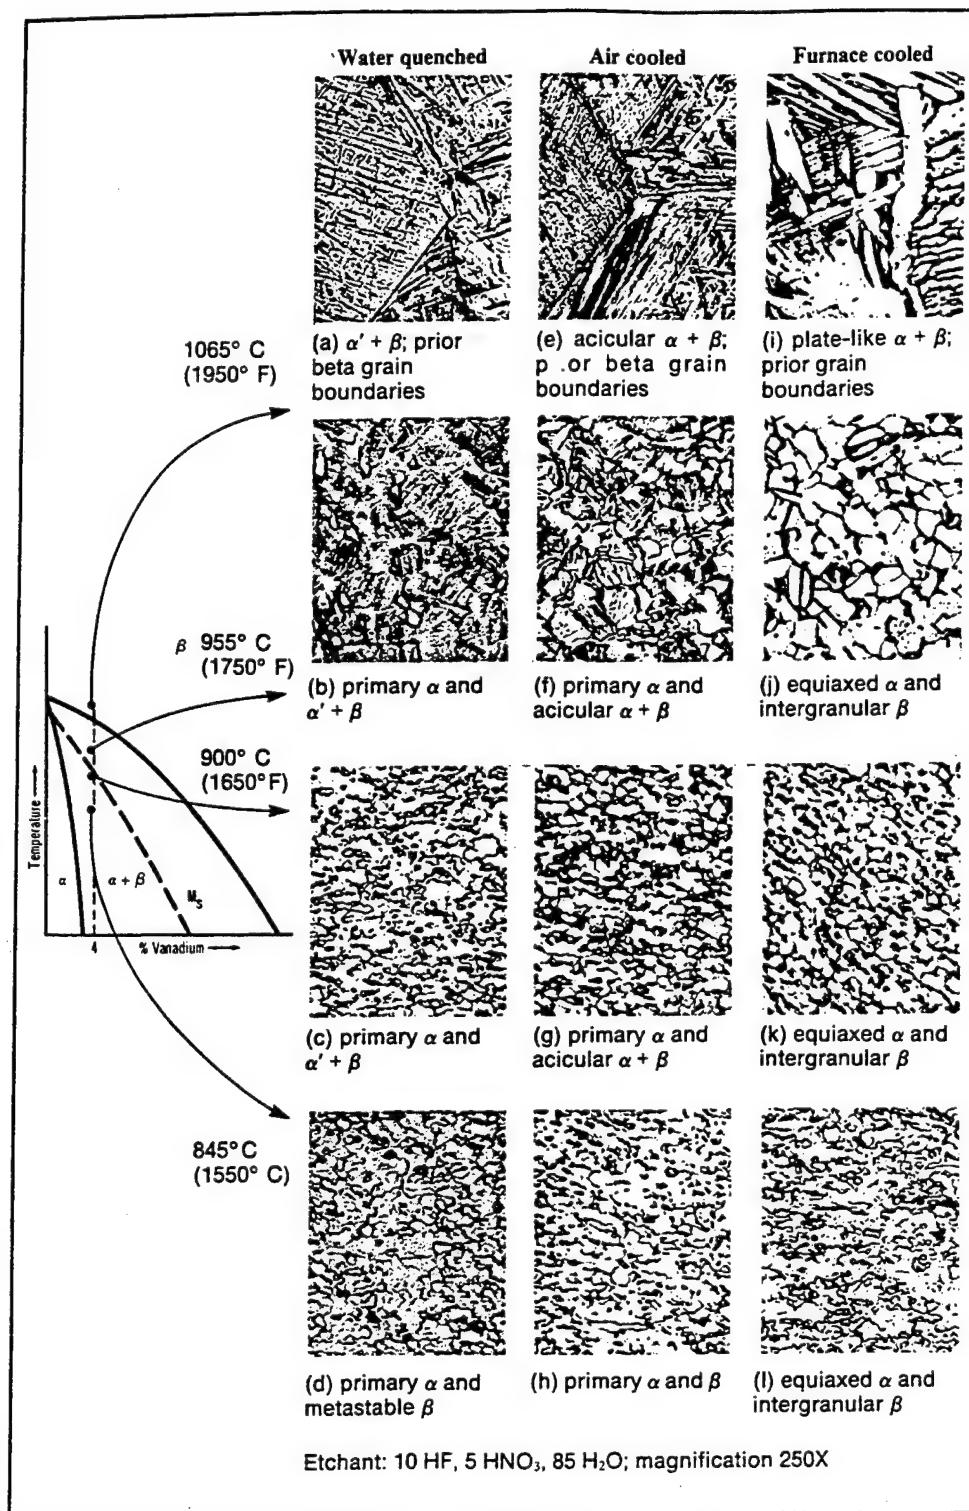 Water quenched
Air cooled
Furnace cooled
1065° C
(1950° F)
(a) α′ + β; prior
beta grain
boundaries
(e) acicular α + β;
p .or beta grain
boundaries
(i) plate-like α + β;
prior grain
boundaries
β 955° C
(1750° F)
(b) primary α and
α′ + β
(f) primary α and
acicular α + β
(j) equiaxed α and
intergranular β
900° C
(1650°F)
Temperature
α
α + β
Ms
4
% Vanadium
(c) primary α and
α′ + β
(g) primary α and
acicular α + β
(k) equiaxed α and
intergranular β
845°C
(1550° C)
(d) primary α and
metastable β
(h) primary α and β
(l) equiaxed α and
intergranular β
Etchant: 10 HF, 5 HNO₃, 85 H₂O; magnification 250X